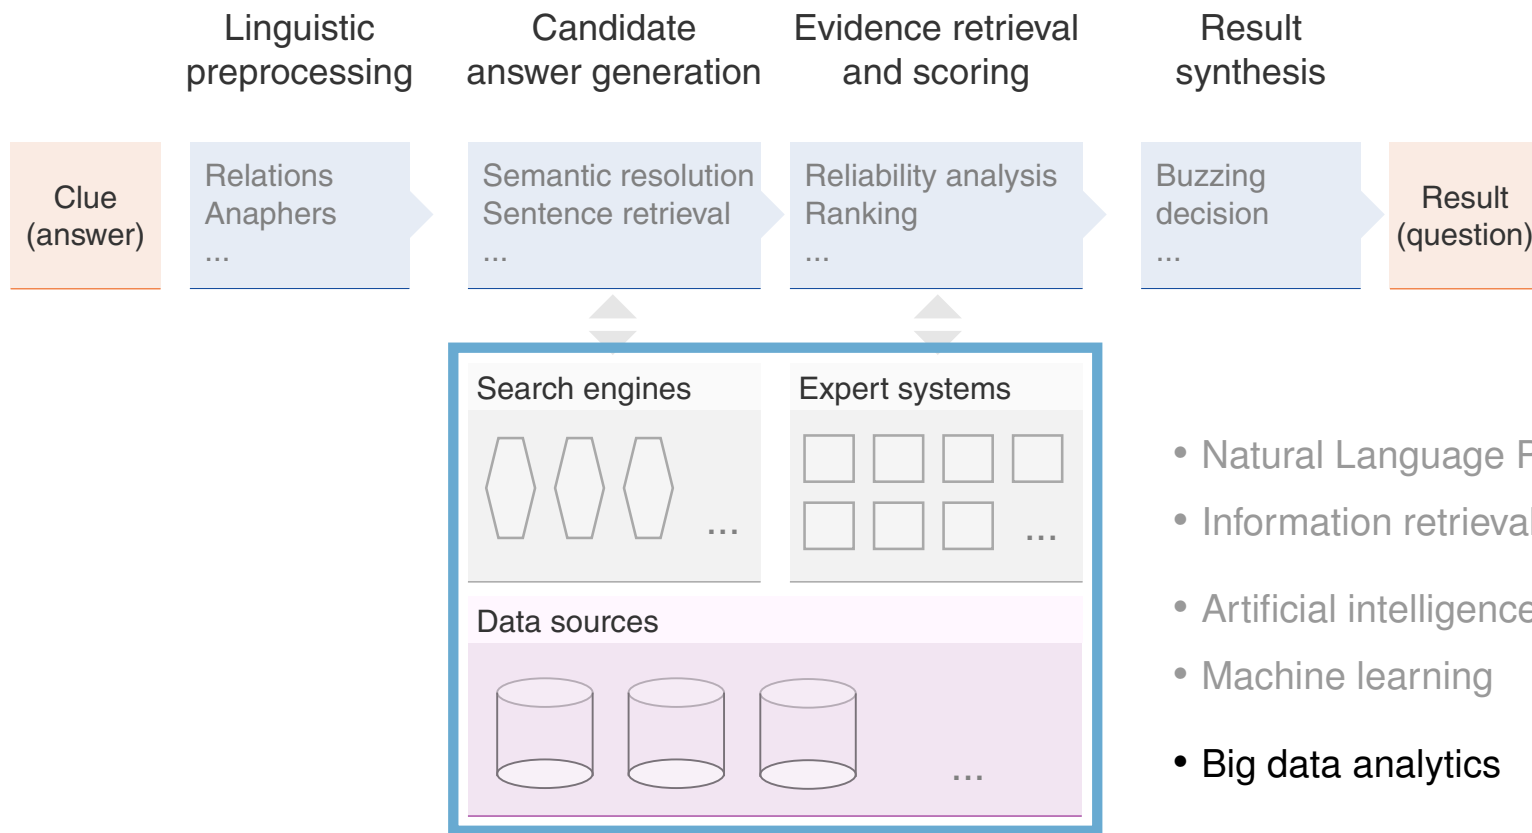 Linguistic
preprocessing
Candidate
answer generation
Evidence retrieval
and scoring
Result
synthesis
Clue
(answer)
Relations
Anaphers
...
Semantic resolution
Sentence retrieval
...
Reliability analysis
Ranking
...
Buzzing
decision
...
Result
(question)
Search engines
...
Expert systems
...
Data sources
...
• Natural Language
• Information retrieval
• Artificial intelligence
• Machine learning
• Big data analytics